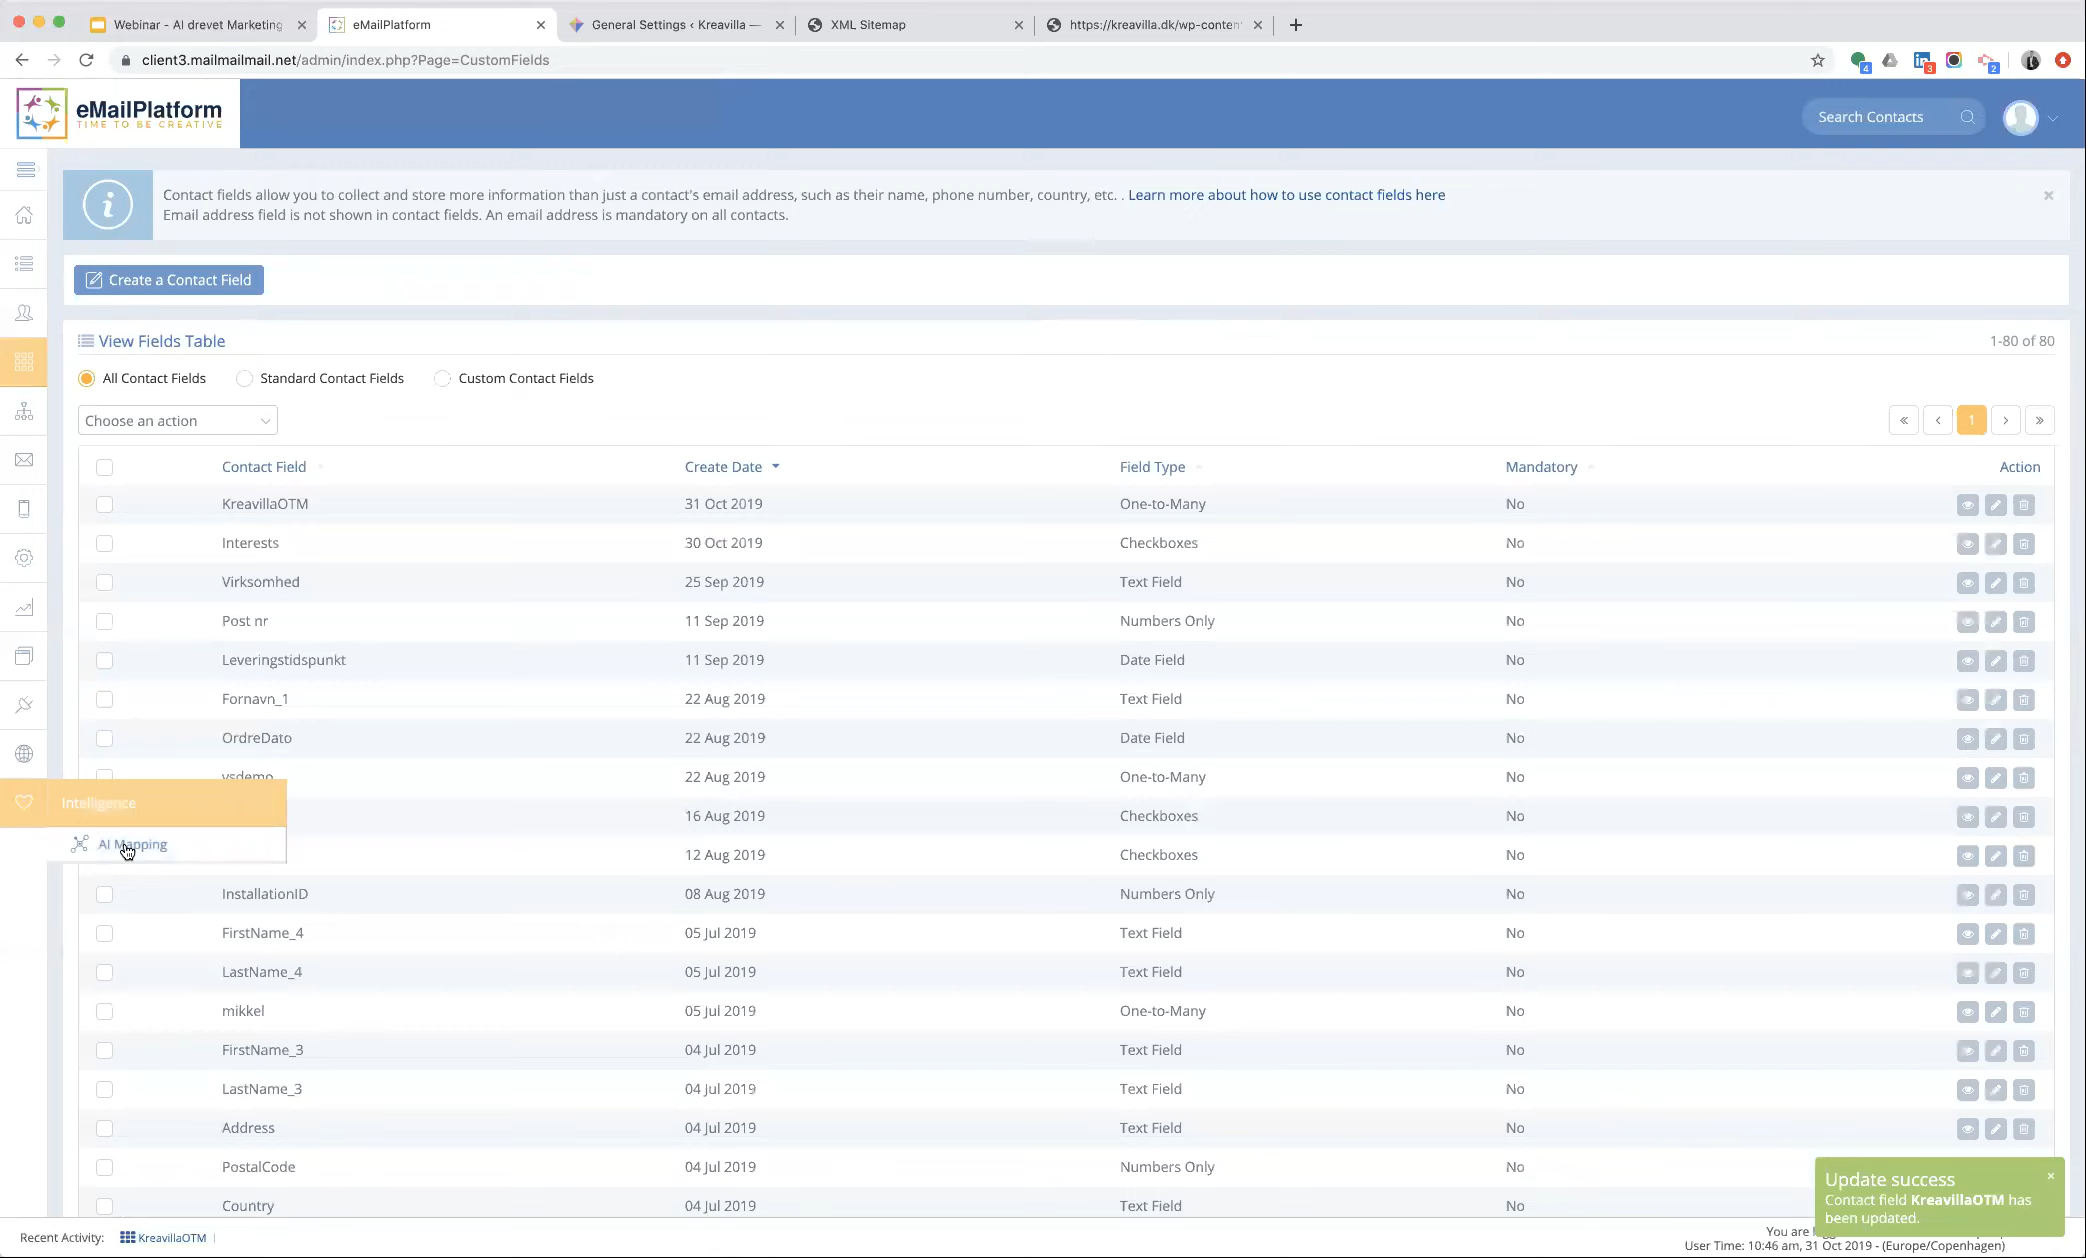 Webinar - AI drevet Marketing
eMailPlatform
General Settings ‹ Kreavilla —
XML Sitemap
https://kreavilla.dk/wp-conten
client3.mailmailmail.net/admin/index.php?Page=CustomFields
4
3
2
eMailPlatform
TIME TO BE CREATIVE
Search Contacts
Contact fields allow you to collect and store more information than just a contact's email address, such as their name, phone number, country, etc. . Learn more about how to use contact fields here
Email address field is not shown in contact fields. An email address is mandatory on all contacts.
Create a Contact Field
View Fields Table
1-80 of 80
All Contact Fields Standard Contact Fields Custom Contact Fields
Choose an action
« ‹ 1 › »
Contact Field Create Date Field Type Mandatory Action
KreavillaOTM 31 Oct 2019 One-to-Many No
Interests 30 Oct 2019 Checkboxes No
Virksomhed 25 Sep 2019 Text Field No
Post nr 11 Sep 2019 Numbers Only No
Leveringstidspunkt 11 Sep 2019 Date Field No
Fornavn_1 22 Aug 2019 Text Field No
OrdreDato 22 Aug 2019 Date Field No
vsdemo 22 Aug 2019 One-to-Many No
Intelligence
16 Aug 2019 Checkboxes No
AI Mapping
12 Aug 2019 Checkboxes No
InstallationID 08 Aug 2019 Numbers Only No
FirstName_4 05 Jul 2019 Text Field No
LastName_4 05 Jul 2019 Text Field No
mikkel 05 Jul 2019 One-to-Many No
FirstName_3 04 Jul 2019 Text Field No
LastName_3 04 Jul 2019 Text Field No
Address 04 Jul 2019 Text Field No
PostalCode 04 Jul 2019 Numbers Only No
Country 04 Jul 2019 Text Field No
Update success
Contact field KreavillaOTM has
been updated.
Recent Activity: KreavillaOTM
You are
User Time: 10:46 am, 31 Oct 2019 - (Europe/Copenhagen)